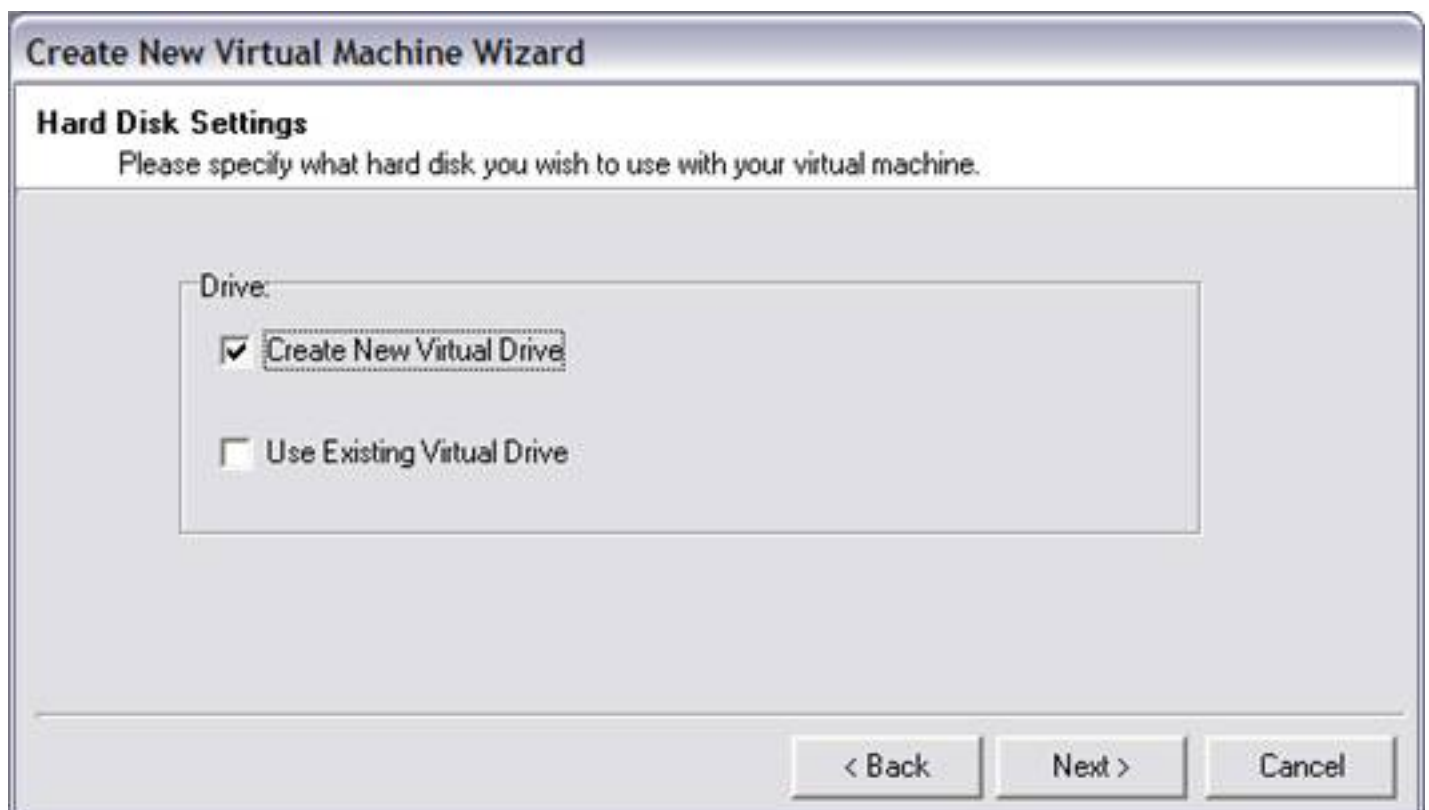 Create New Virtual Machine Wizard
Hard Disk Settings
Please specify what hard disk you wish to use with your virtual machine.
Drive:
Create New Virtual Drive
Use Existing Virtual Drive
< Back Next > Cancel